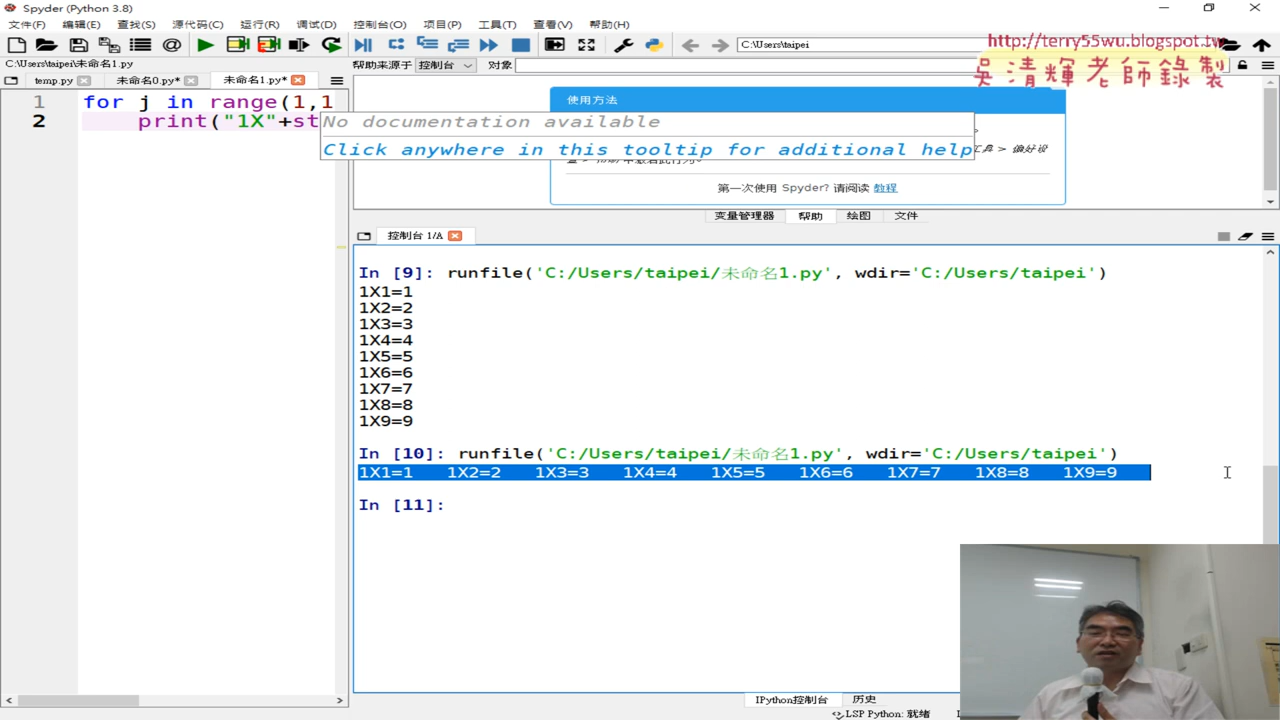 Spyder (Python 3.8)
文件(F) 编辑(E) 查找(S) 源代码(C) 运行(R) 调试(D) 控制台(O) 项目(P) 工具(T) 查看(V) 帮助(H)
C:\Users\taipei
http://terry55wu.blogspot.tw
吳清輝老師錄製
C:\Users\taipei\未命名1.py
帮助来源于 控制台 对象
temp.py 未命名0.py* 未命名1.py*
1 for j in range(1,1
2 print("1X"+st
No documentation available
Click anywhere in this tooltip for additional help
使用方法
工具 > 偏好设
第一次使用 Spyder? 请阅读 教程
变量管理器 帮助 绘图 文件
控制台 1/A
In [9]: runfile('C:/Users/taipei/未命名1.py', wdir='C:/Users/taipei')
1X1=1
1X2=2
1X3=3
1X4=4
1X5=5
1X6=6
1X7=7
1X8=8
1X9=9
In [10]: runfile('C:/Users/taipei/未命名1.py', wdir='C:/Users/taipei')
1X1=1 1X2=2 1X3=3 1X4=4 1X5=5 1X6=6 1X7=7 1X8=8 1X9=9
In [11]:
IPython控制台 历史
LSP Python: 就绪